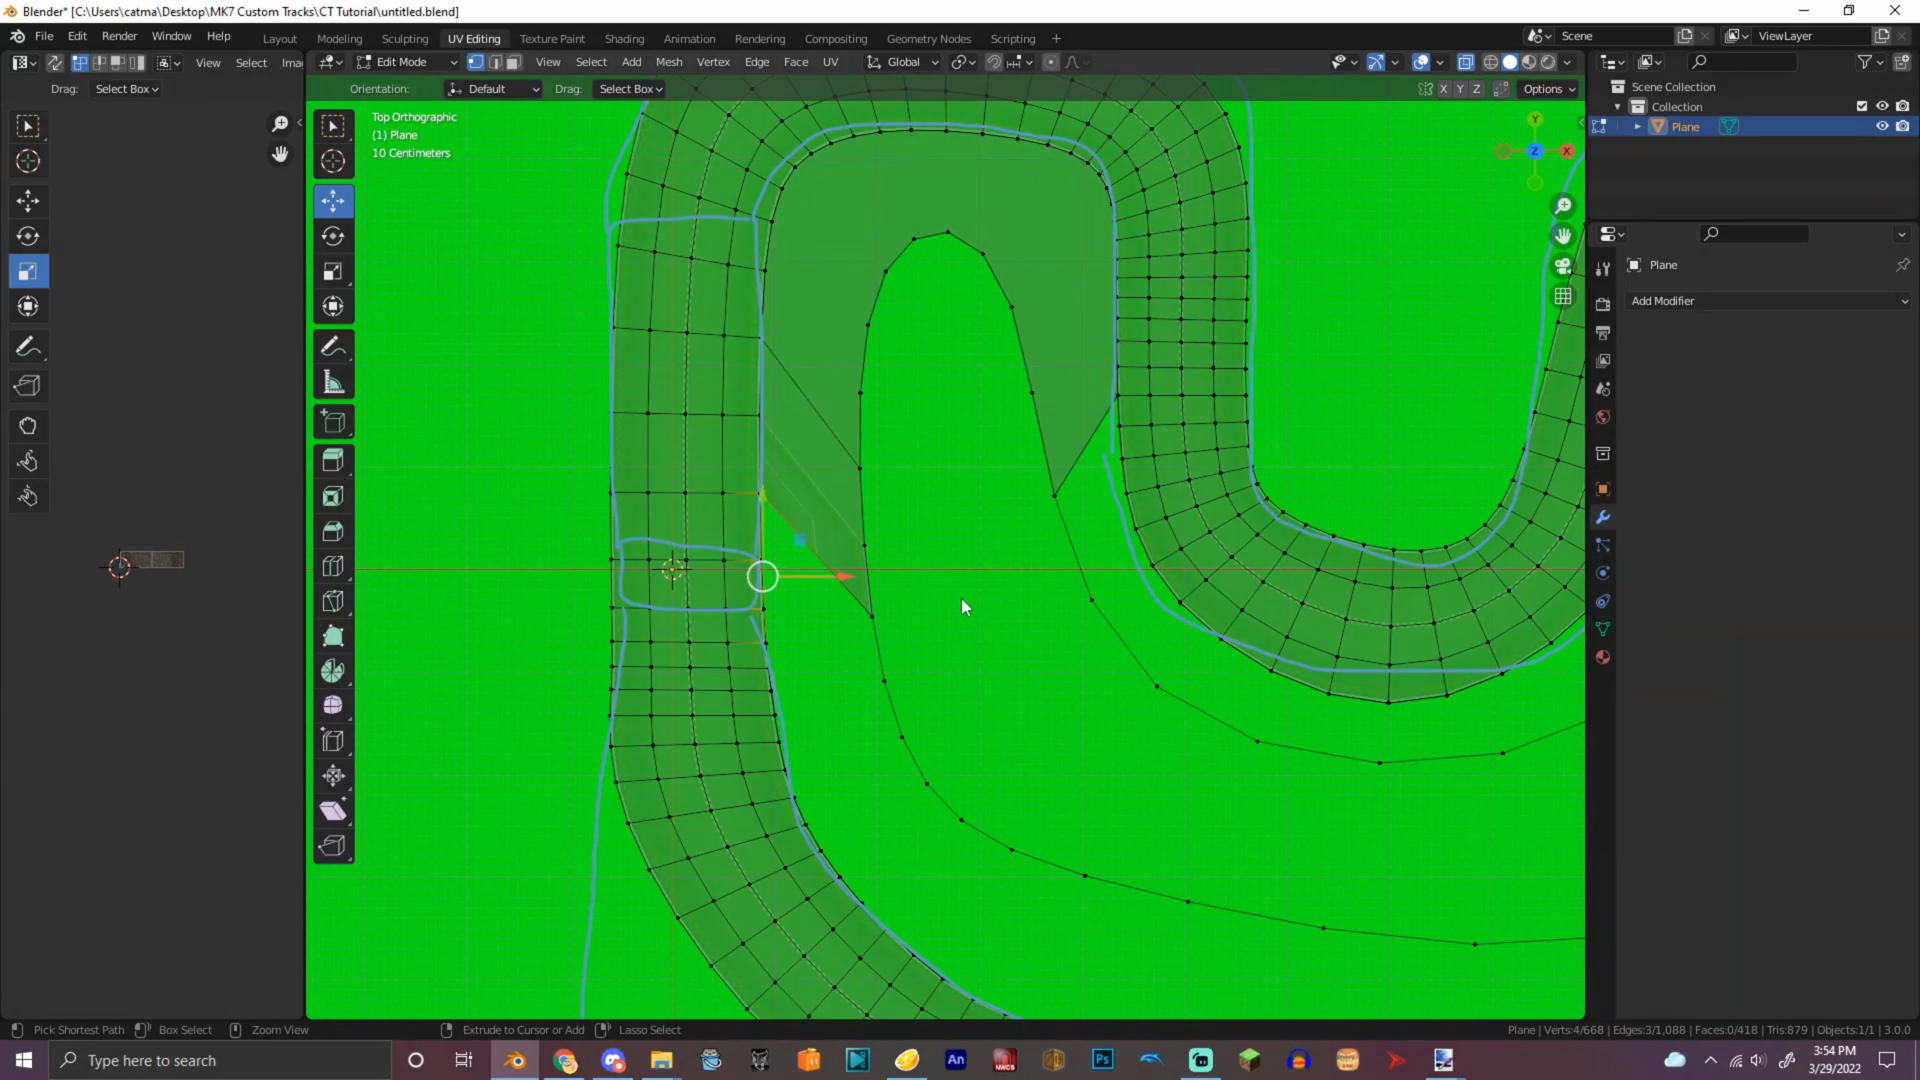 Blender* [C:\Users\catma\Desktop\MK7 Custom Tracks\CT Tutorial\untitled.blend]
File Edit Render Window Help
Layout Modeling Sculpting UV Editing Texture Paint Shading Animation Rendering Compositing Geometry Nodes Scripting +
Scene
ViewLayer
View Select Ima
Edit Mode
View Select Add Mesh Vertex Edge Face UV
Global
Drag: Select Box
Orientation: Default Drag: Select Box
X Y Z
Options
Scene Collection
Collection
Plane
Top Orthographic
(1) Plane
10 Centimeters
Y
Z
X
Plane
Add Modifier
Pick Shortest Path
Box Select
Zoom View
Extrude to Cursor or Add
Lasso Select
Plane | Verts:4/668 | Edges:3/1,088 | Faces:0/418 | Tris:879 | Objects:1/1 | 3.0.0
Type here to search
An
NWC8
Ps
3:54 PM
3/29/2022